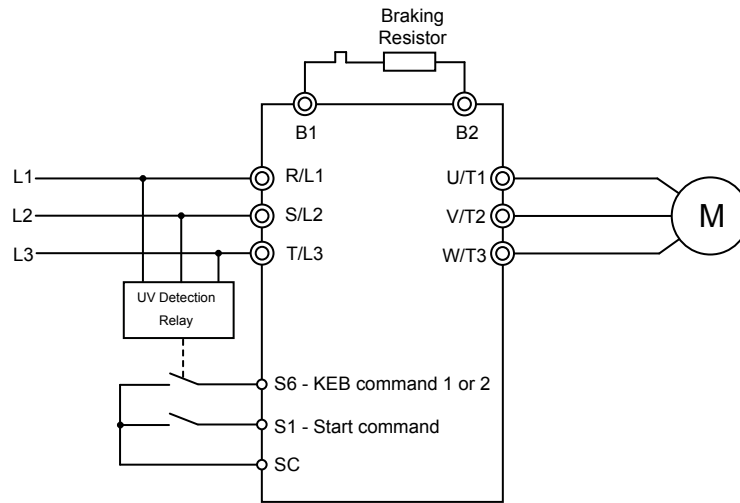 Braking
Resistor
B1
B2
L1
R/L1
U/T1
L2
S/L2
V/T2
M
L3
T/L3
W/T3
UV Detection
Relay
S6 - KEB command 1 or 2
S1 - Start command
SC